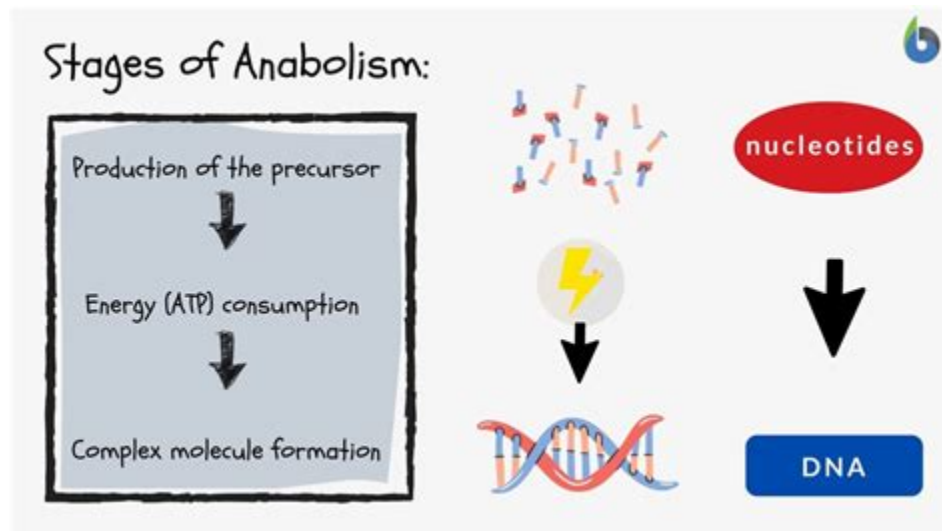 Stages of Anabolism:
Production of the precursor
Energy (ATP) consumption
Complex molecule formation
nucleotides
DNA